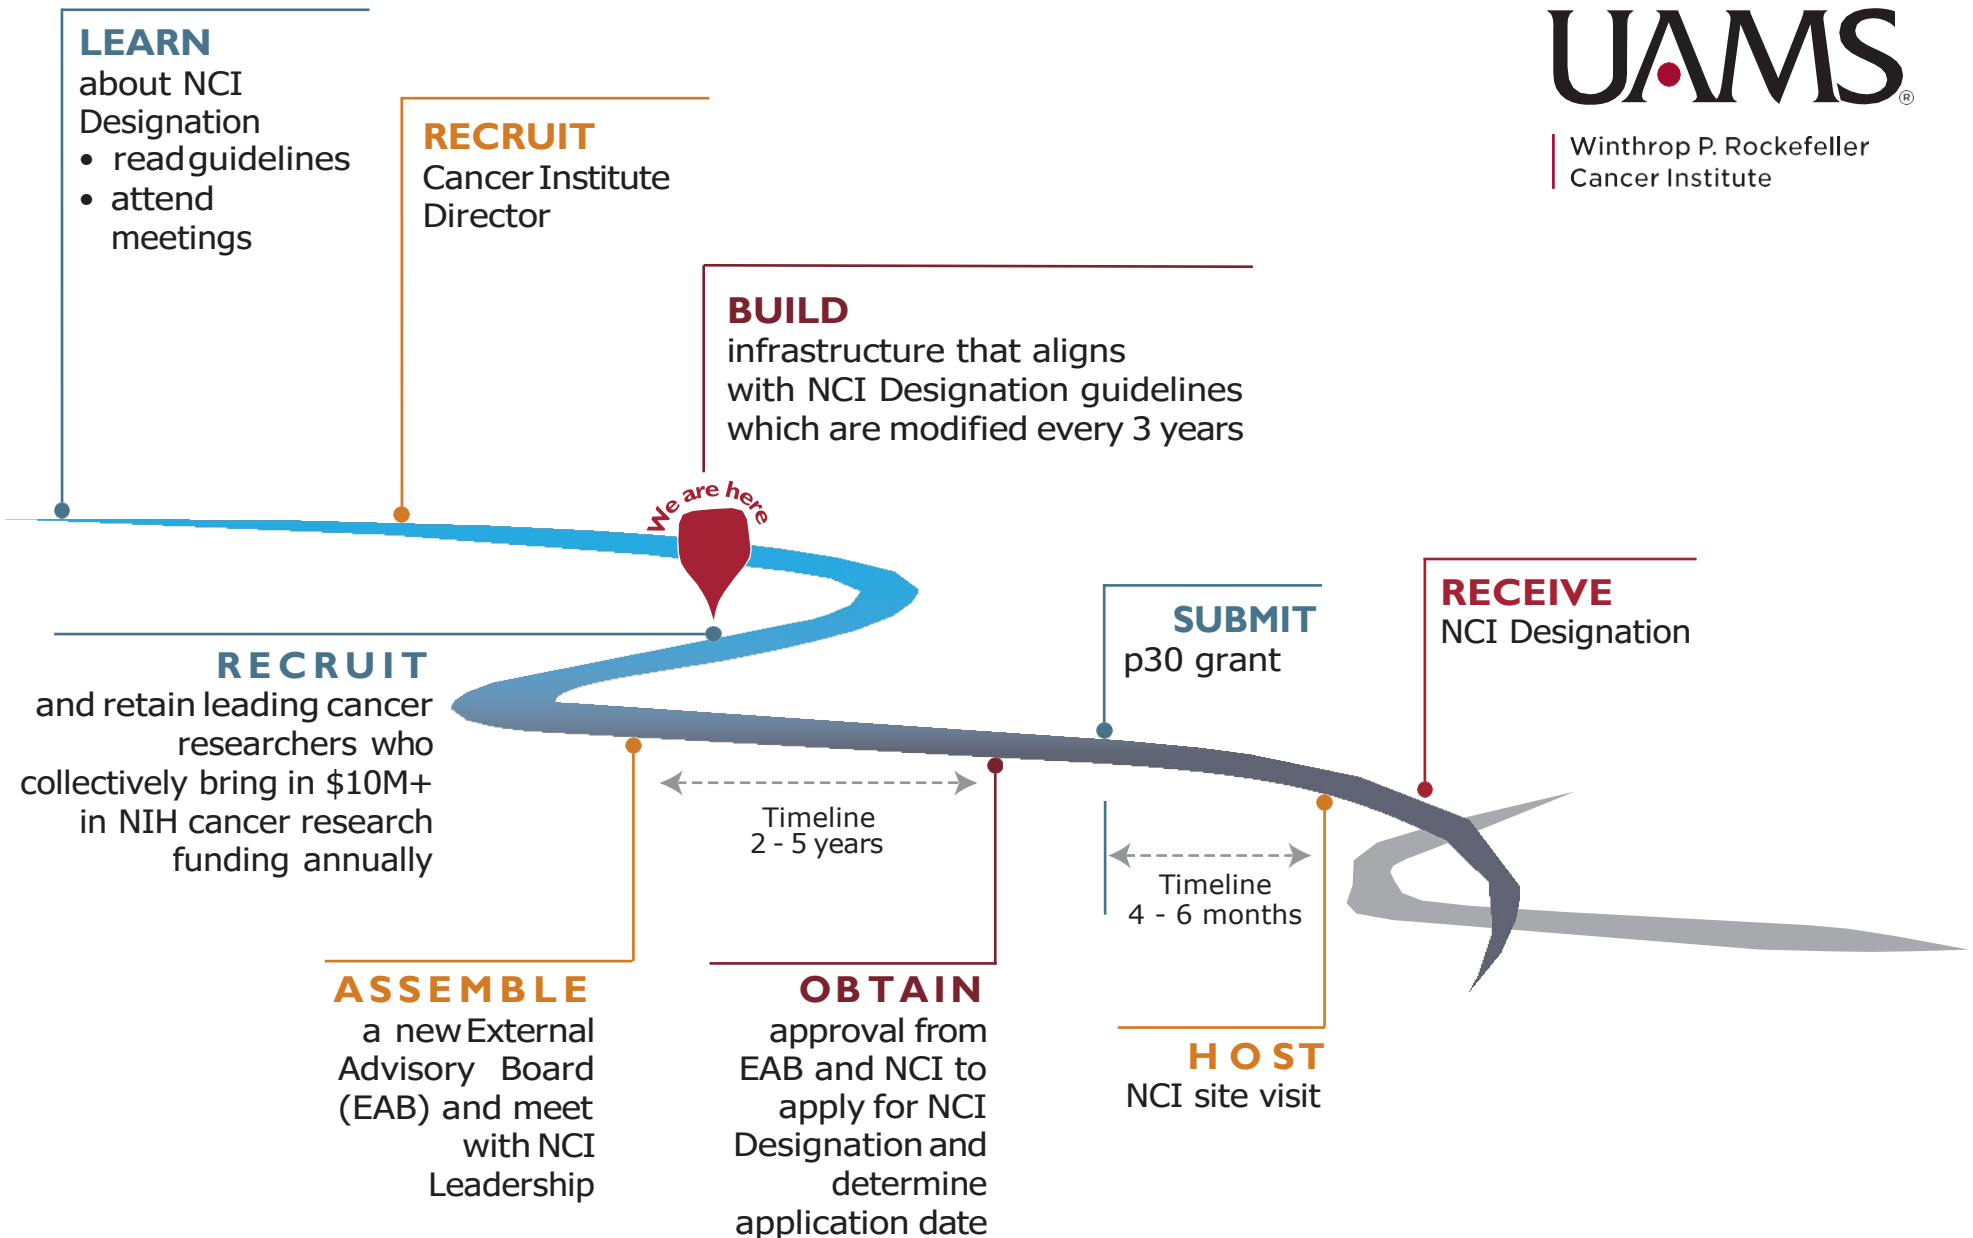 LEARN
about NCI
Designation
• read guidelines
• attend
meetings
RECRUIT
Cancer Institute
Director
UAMS®
Winthrop P. Rockefeller
Cancer Institute
BUILD
infrastructure that aligns
with NCI Designation guidelines
which are modified every 3 years
We are here
RECRUIT
and retain leading cancer
researchers who
collectively bring in $10M+
in NIH cancer research
funding annually
SUBMIT
p30 grant
RECEIVE
NCI Designation
Timeline
2 - 5 years
Timeline
4 - 6 months
ASSEMBLE
a new External
Advisory Board
(EAB) and meet
with NCI
Leadership
OBTAIN
approval from
EAB and NCI to
apply for NCI
Designation and
determine
application date
HOST
NCI site visit